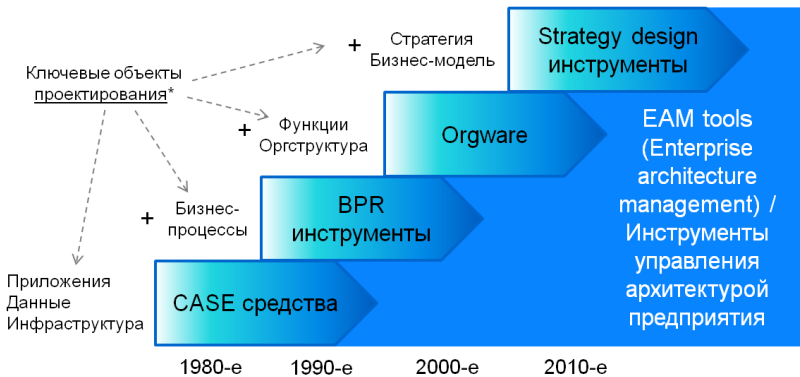 Ключевые объекты
проектирования*
+
Стратегия
Бизнес-модель
Strategy design
инструменты
+
Функции
Оргструктура
Orgware
+
Бизнес-
процессы
BPR
инструменты
Приложения
Данные
Инфраструктура
CASE средства
EAM tools
(Enterprise
architecture
management) /
Инструменты
управления
архитектурой
предприятия
1980-е
1990-е
2000-е
2010-е